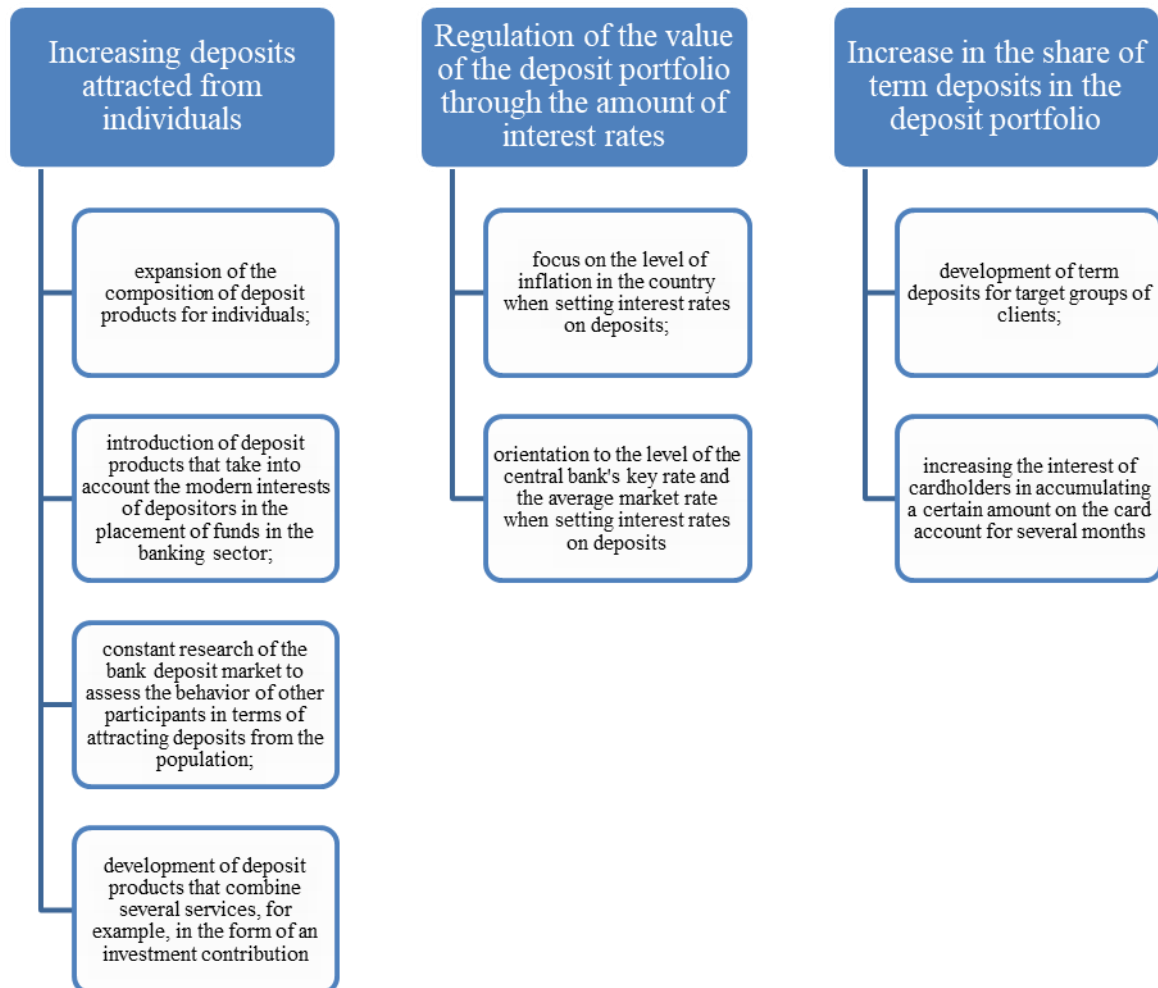 Increasing deposits
attracted from
individuals
expansion of the
composition of deposit
products for individuals;
introduction of deposit
products that take into
account the modern interests
of depositors in the
placement of funds in the
banking sector;
constant research of the
bank deposit market to
assess the behavior of other
participants in terms of
attracting deposits from the
population;
development of deposit
products that combine
several services, for
example, in the form of an
investment contribution
Regulation of the value
of the deposit portfolio
through the amount of
interest rates
focus on the level of
inflation in the country
when setting interest rates
on deposits;
orientation to the level of the
central bank's key rate and
the average market rate
when setting interest rates
on deposits
Increase in the share of
term deposits in the
deposit portfolio
development of term
deposits for target groups of
clients;
increasing the interest of
cardholders in accumulating
a certain amount on the card
account for several months